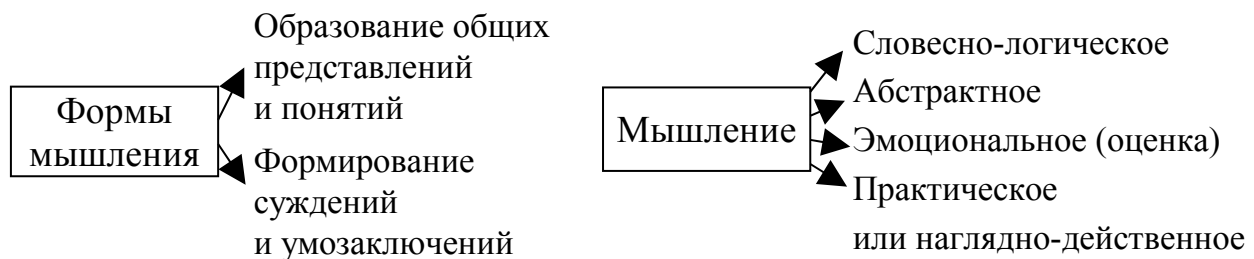 Формы
мышления
Образование общих
представлений
и понятий
Формирование
суждений
и умозаключений
Мышление
Словесно-логическое
Абстрактное
Эмоциональное (оценка)
Практическое
или наглядно-действенное